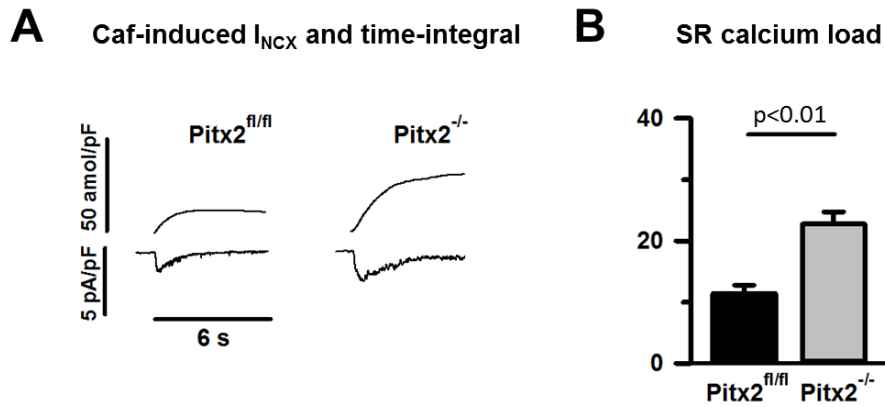 A
Caf-induced I_NCX and time-integral
Pitx2^fl/fl
Pitx2^-/-
50 amol/pF
5 pA/pF
6 s
B
SR calcium load
p<0.01
40
20
0
Pitx2^fl/fl
Pitx2^-/-